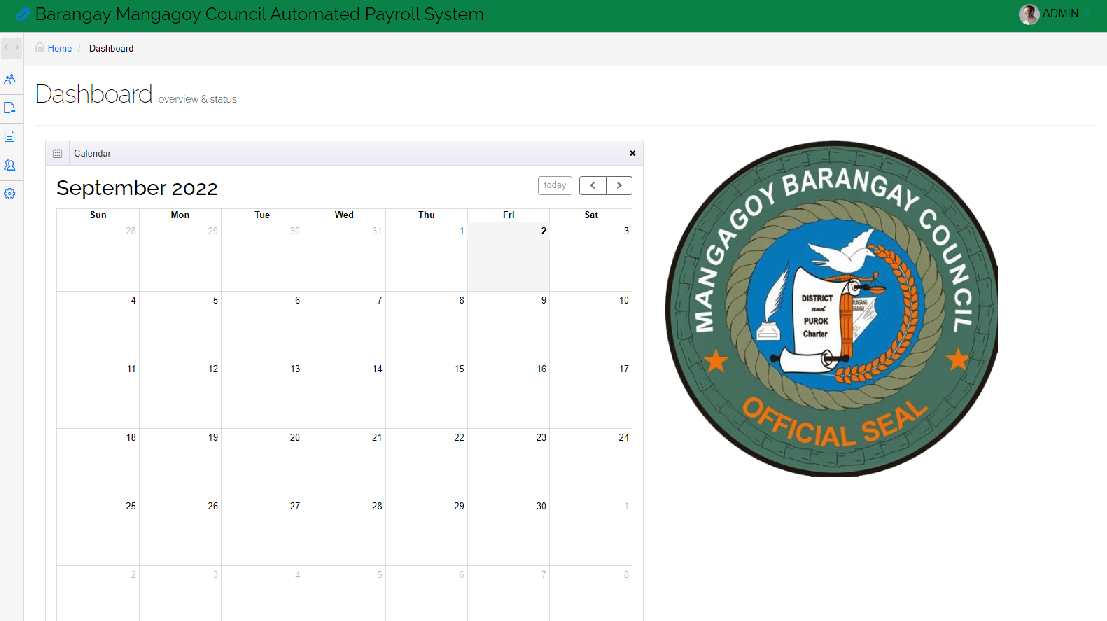 Barangay Mangagoy Council Automated Payroll System
ADMIN
Home / Dashboard
Dashboard overview & status
Calendar
September 2022
today
Sun Mon Tue Wed Thu Fri Sat
28 29 30 31 1 2 3
4 5 6 7 8 9 10
11 12 13 14 15 16 17
18 19 20 21 22 23 24
25 26 27 28 29 30 1
2 3 4 5 6 7 8
MANGAGOY BARANGAY COUNCIL
DISTRICT
and
PUROK
Charter
OFFICIAL SEAL